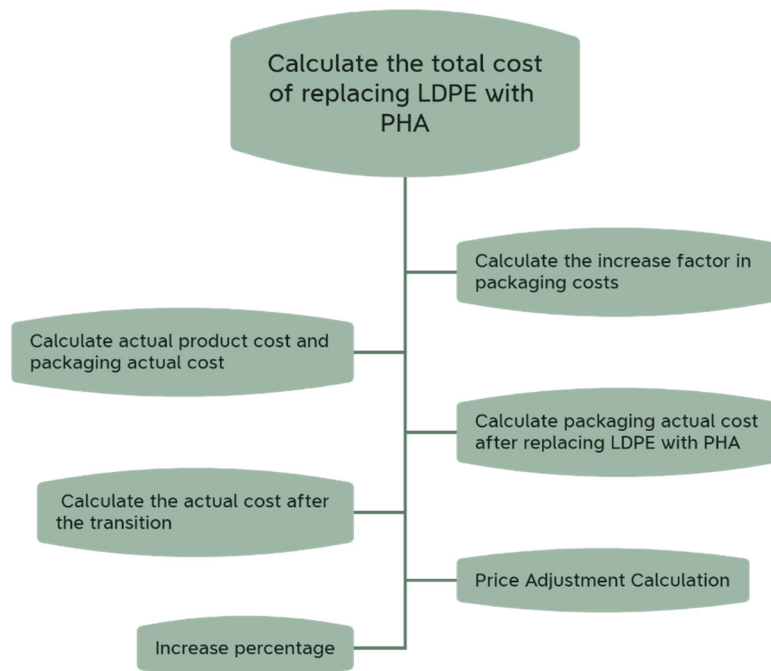 Calculate the total cost
of replacing LDPE with
PHA
Calculate the increase factor in
packaging costs
Calculate actual product cost and
packaging actual cost
Calculate packaging actual cost
after replacing LDPE with PHA
Calculate the actual cost after
the transition
Price Adjustment Calculation
Increase percentage